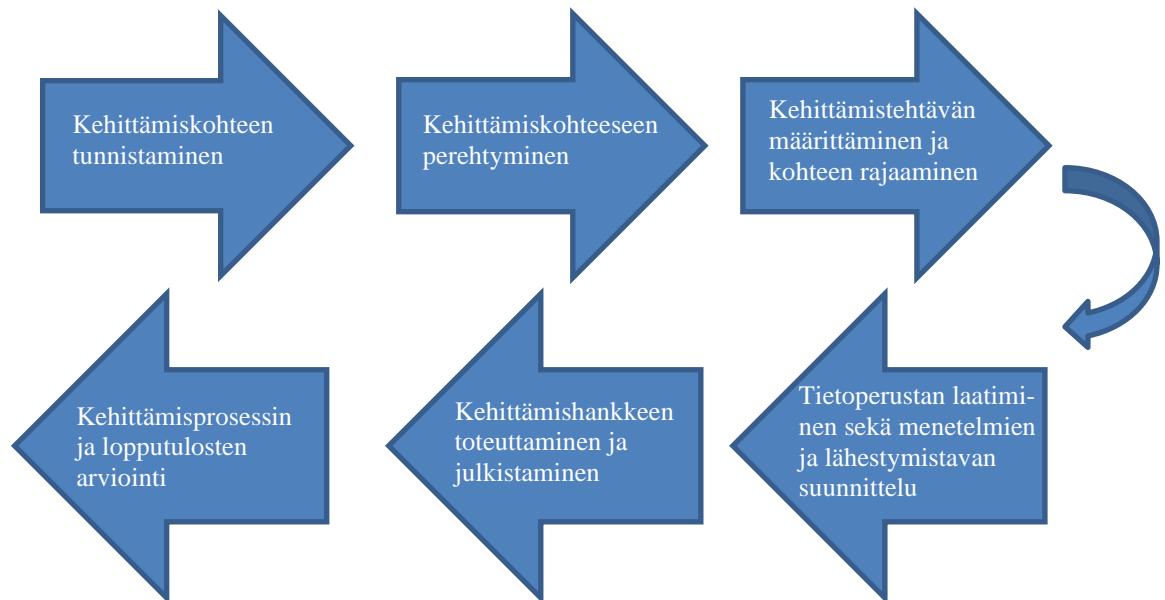 Kehittämiskohteen
tunnistaminen
Kehittämiskohteeseen
perehtyminen
Kehittämistehtävän
määrittäminen ja
kohteen rajaaminen
Tietoperustan laatimi-
nen sekä menetelmien
ja lähestymistavan
suunnittelu
Kehittämishankkeen
toteuttaminen ja
julkistaminen
Kehittämisprosessin
ja lopputulosten
arviointi